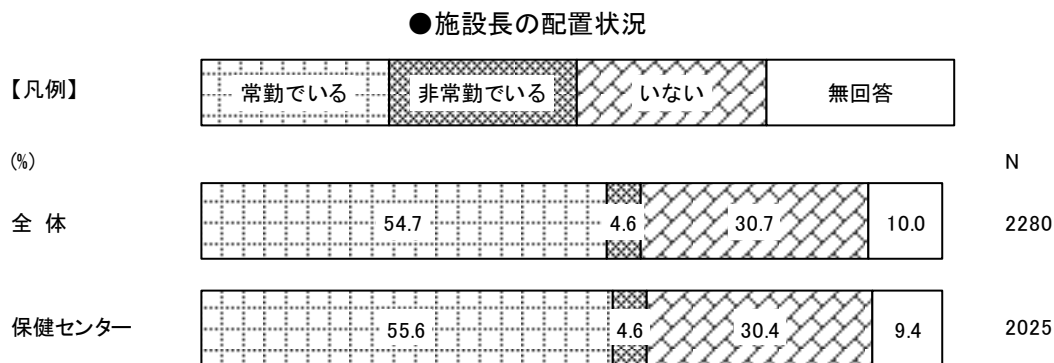 ●施設長の配置状況
【凡例】 常勤でいる 非常勤でいる いない 無回答
(%) N
全 体 54.7 4.6 30.7 10.0 2280
保健センター 55.6 4.6 30.4 9.4 2025